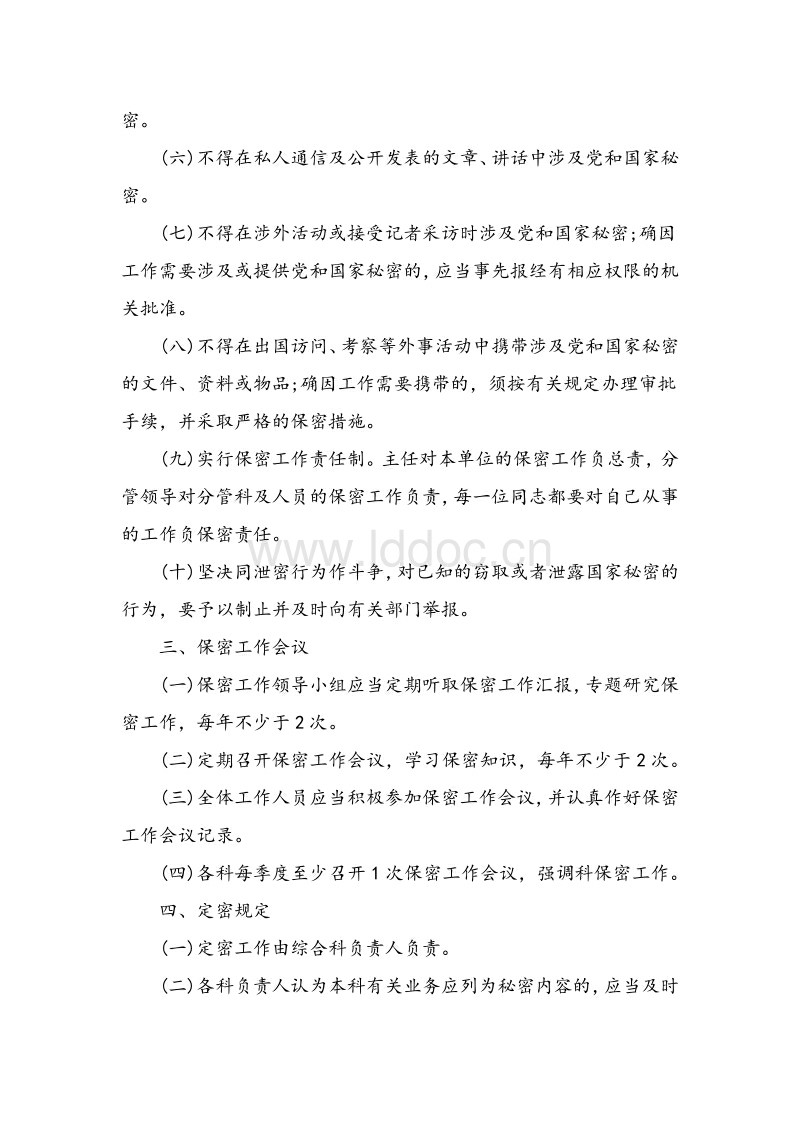 密。
(六)不得在私人通信及公开发表的文章、讲话中涉及党和国家秘
密。
(七)不得在涉外活动或接受记者采访时涉及党和国家秘密;确因
工作需要涉及或提供党和国家秘密的,应当事先报经有相应权限的机
关批准。
(八)不得在出国访问、考察等外事活动中携带涉及党和国家秘密
的文件、资料或物品;确因工作需要携带的，须按有关规定办理审批
手续，并采取严格的保密措施。
(九)实行保密工作责任制。主任对本单位的保密工作负总责,分
管领导对分管科及人员的保密工作负责,每一位同志都要对自己从事
的工作负保密责任。
www.lddoc.cn
(十)坚决同泄密行为作斗争,对已知的窃取或者泄露国家秘密的
行为，要予以制止并及时向有关部门举报。
三、保密工作会议
(一)保密工作领导小组应当定期听取保密工作汇报,专题研究保
密工作，每年不少于2次。
(二)定期召开保密工作会议，学习保密知识，每年不少于2次。
(三)全体工作人员应当积极参加保密工作会议,并认真作好保密
工作会议记录。
(四)各科每季度至少召开1次保密工作会议，强调科保密工作。
四、定密规定
(一)定密工作由综合科负责人负责。
(二)各科负责人认为本科有关业务应列为秘密内容的,应当及时